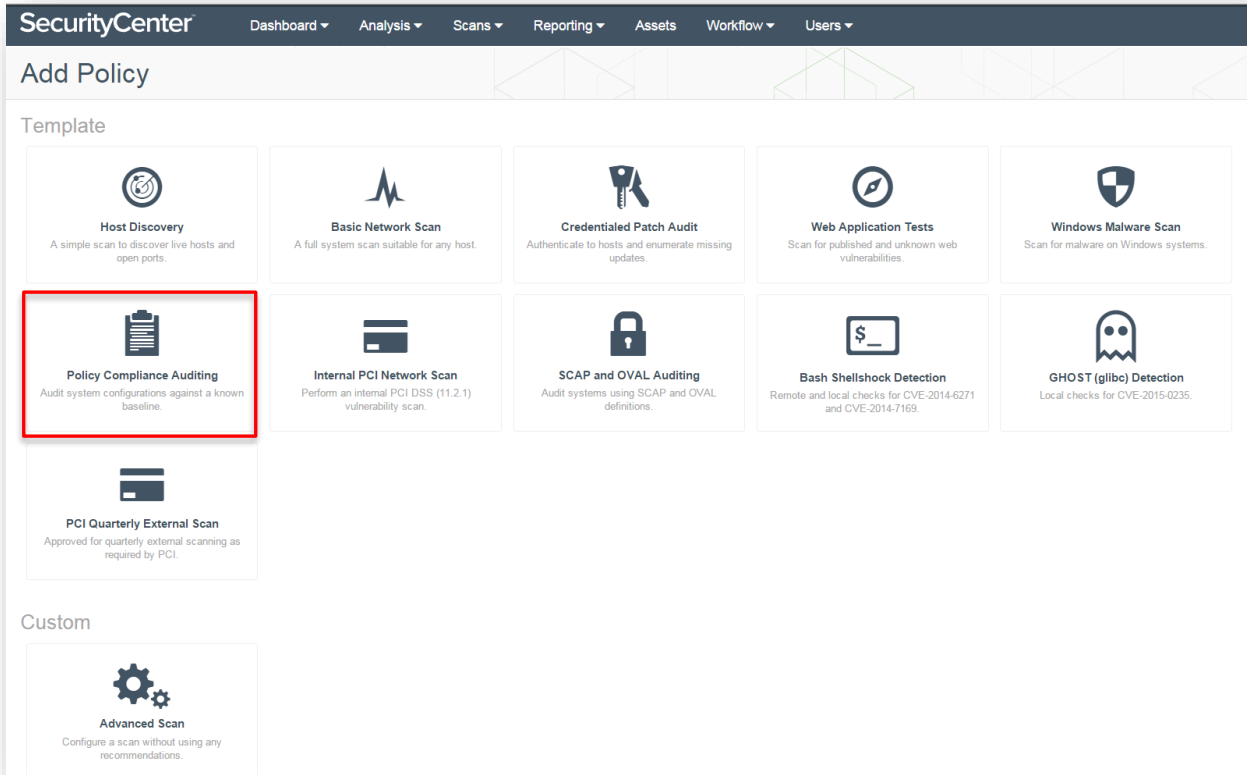 SecurityCenter
Dashboard Analysis Scans Reporting Assets Workflow Users
Add Policy
Template
Host Discovery
A simple scan to discover live hosts and
open ports.
Basic Network Scan
A full system scan suitable for any host.
Credentialed Patch Audit
Authenticate to hosts and enumerate missing
updates.
Web Application Tests
Scan for published and unknown web
vulnerabilities.
Windows Malware Scan
Scan for malware on Windows systems.
Policy Compliance Auditing
Audit system configurations against a known
baseline.
Internal PCI Network Scan
Perform an internal PCI DSS (11.2.1)
vulnerability scan.
SCAP and OVAL Auditing
Audit systems using SCAP and OVAL
definitions.
$_
Bash Shellshock Detection
Remote and local checks for CVE-2014-6271
and CVE-2014-7169.
GHOST (glibc) Detection
Local checks for CVE-2015-0235.
PCI Quarterly External Scan
Approved for quarterly external scanning as
required by PCI.
Custom
Advanced Scan
Configure a scan without using any
recommendations.